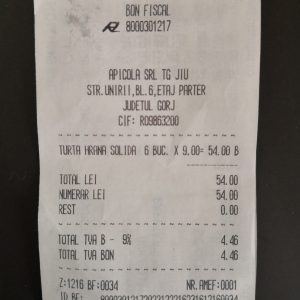 BON FISCAL
8000301217
APICOLA SRL TG JIU
STR.UNIRII,BL.6,ETAJ PARTER
JUDETUL GORJ
CIF: RO9863200
TURTA HRANA SOLIDA 6 BUC. X 9.00= 54.00 B
TOTAL LEI 54.00
NUMERAR LEI 54.00
REST 0.00
TOTAL TVA B - 9% 4.46
TOTAL TVA BON 4.46
Z:1216 BF:0034 NR.AMEF:0001
ID BF: